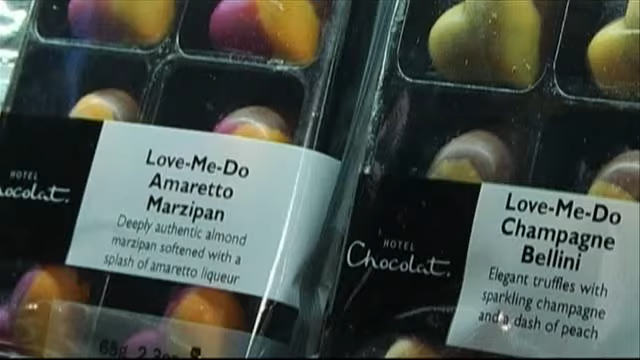 HOTEL
Love-Me-Do
Amaretto
Marzipan
Deeply authentic almond
marzipan softened with a
splash of amaretto liqueur
HOTEL
Chocolat.
Love-Me-Do
Champagne
Bellini
Elegant truffles with
sparkling champagne
and a dash of peach